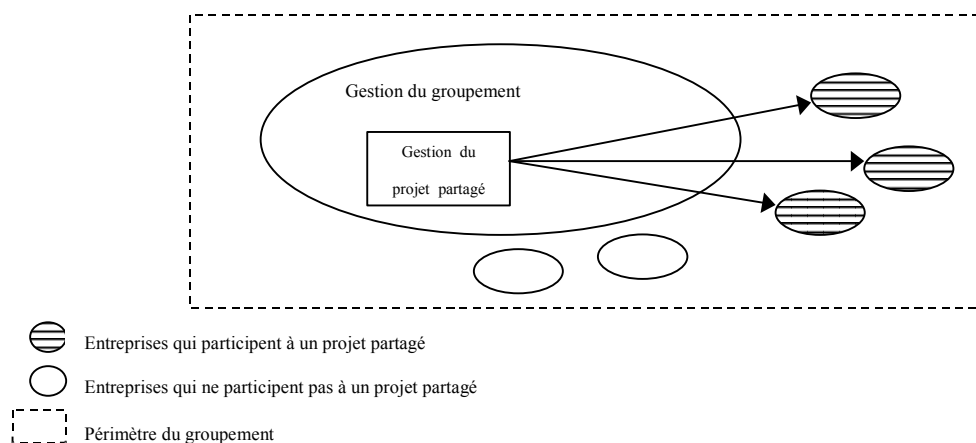 Gestion du groupement
Gestion du
projet partagé
Entreprises qui participent à un projet partagé
Entreprises qui ne participent pas à un projet partagé
Périmètre du groupement